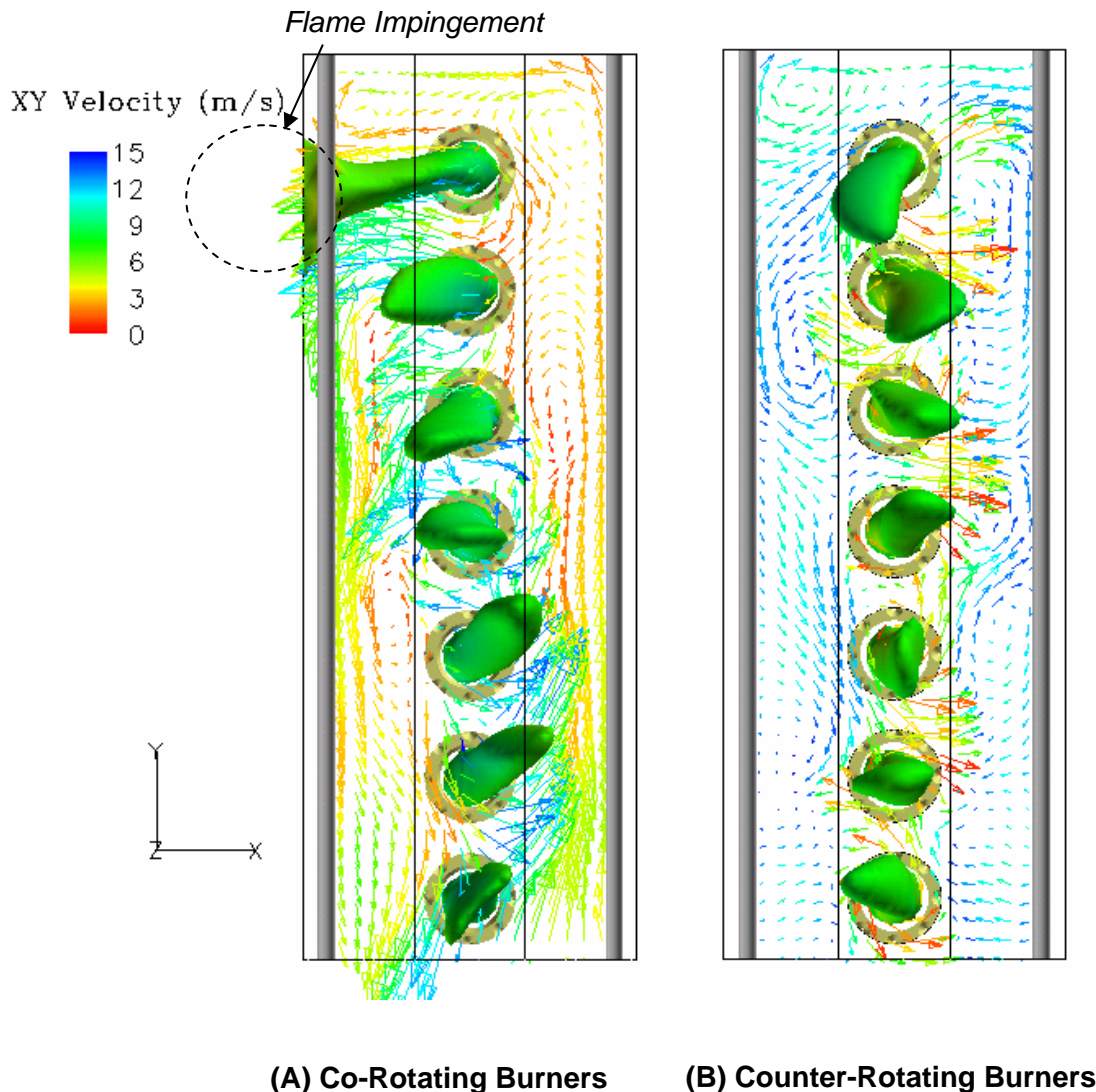 Flame Impingement
XY Velocity (m/s)
15
12
9
6
3
0
Y
Z
X
(A) Co-Rotating Burners
(B) Counter-Rotating Burners